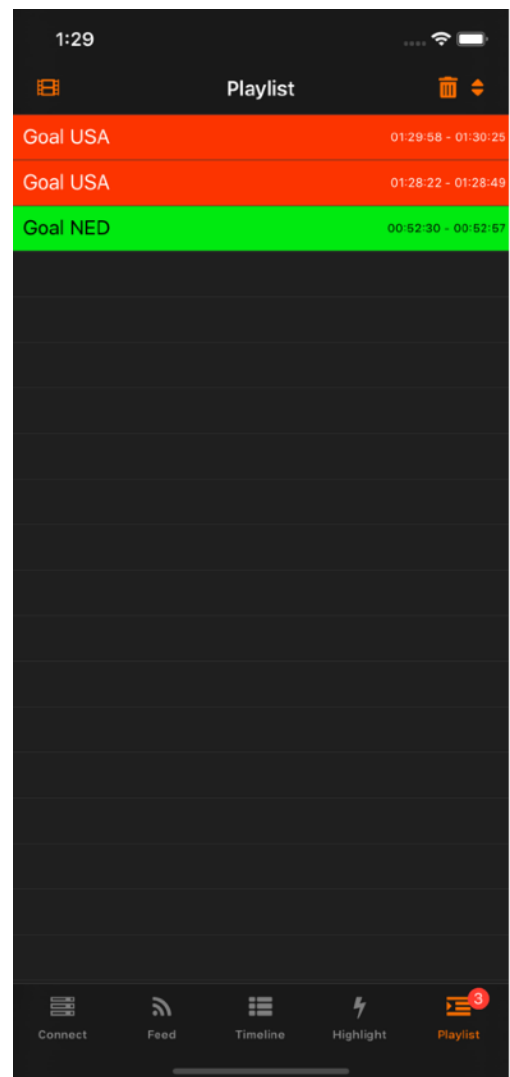 1:29
Playlist
Goal USA 01:29:58 - 01:30:25
Goal USA 01:28:22 - 01:28:49
Goal NED 00:52:30 - 00:52:57
3
Connect Feed Timeline Highlight Playlist